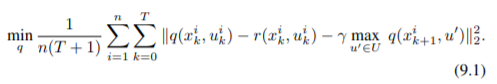 min_q 1/(n(T + 1)) ∑_{i=1}^{n} ∑_{k=0}^{T} ‖q(x_k^i, u_k^i) − r(x_k^i, u_k^i) − γ max_{u′∈U} q(x_{k+1}^i, u′)‖_2^2.
(9.1)